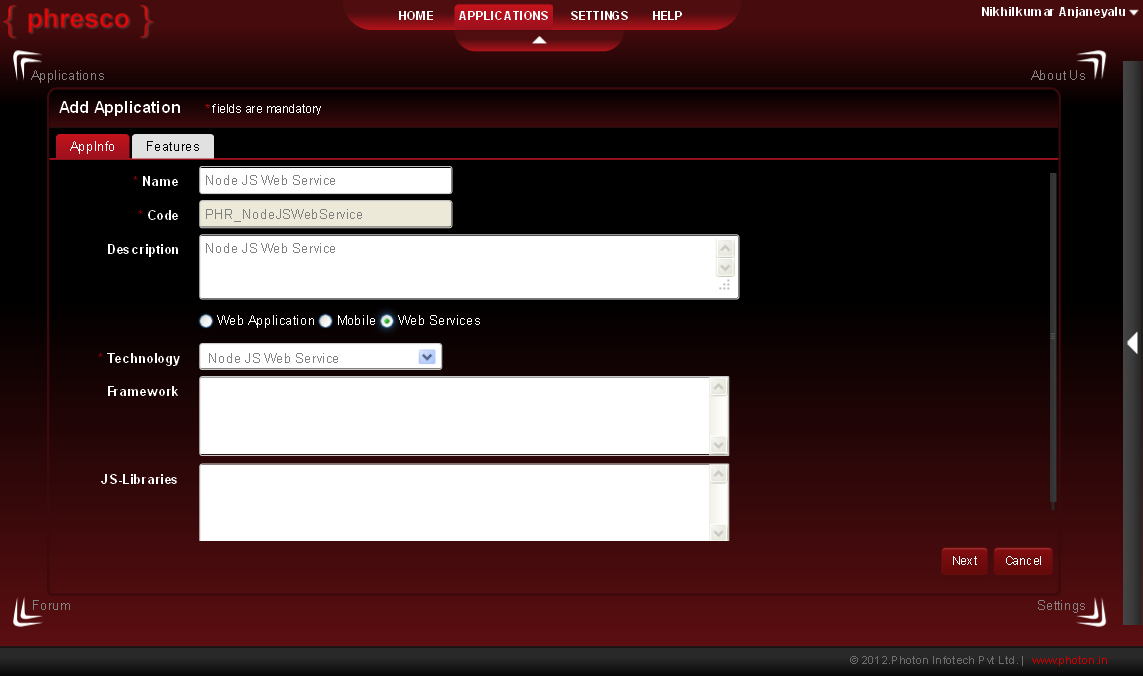 { phresco }
HOME APPLICATIONS SETTINGS HELP
Nikhilkumar Anjaneyalu
Applications
About Us
Add Application * fields are mandatory
AppInfo Features
* Name Node JS Web Service
* Code PHR_NodeJSWebService
Description Node JS Web Service
Web Application Mobile Web Services
* Technology Node JS Web Service
Framework
JS-Libraries
Next Cancel
Forum
Settings
© 2012.Photon Infotech Pvt Ltd. | www.photon.in